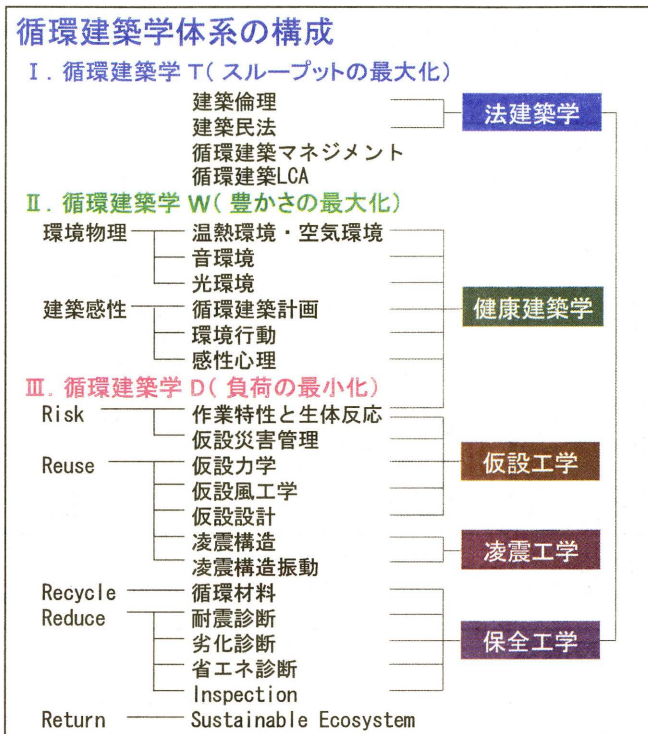 循環建築学体系の構成
Ⅰ. 循環建築学 T( スループットの最大化)
建築倫理
建築民法
法建築学
循環建築マネジメント
循環建築LCA
Ⅱ. 循環建築学 W( 豊かさの最大化)
環境物理 温熱環境・空気環境
音環境
光環境
建築感性 循環建築計画 健康建築学
環境行動
感性心理
Ⅲ. 循環建築学 D( 負荷の最小化)
Risk 作業特性と生体反応
仮設災害管理
Reuse 仮設力学 仮設工学
仮設風工学
仮設設計
凌震構造
凌震工学
凌震構造振動
Recycle 循環材料
Reduce 耐震診断
劣化診断 保全工学
省エネ診断
Inspection
Return Sustainable Ecosystem